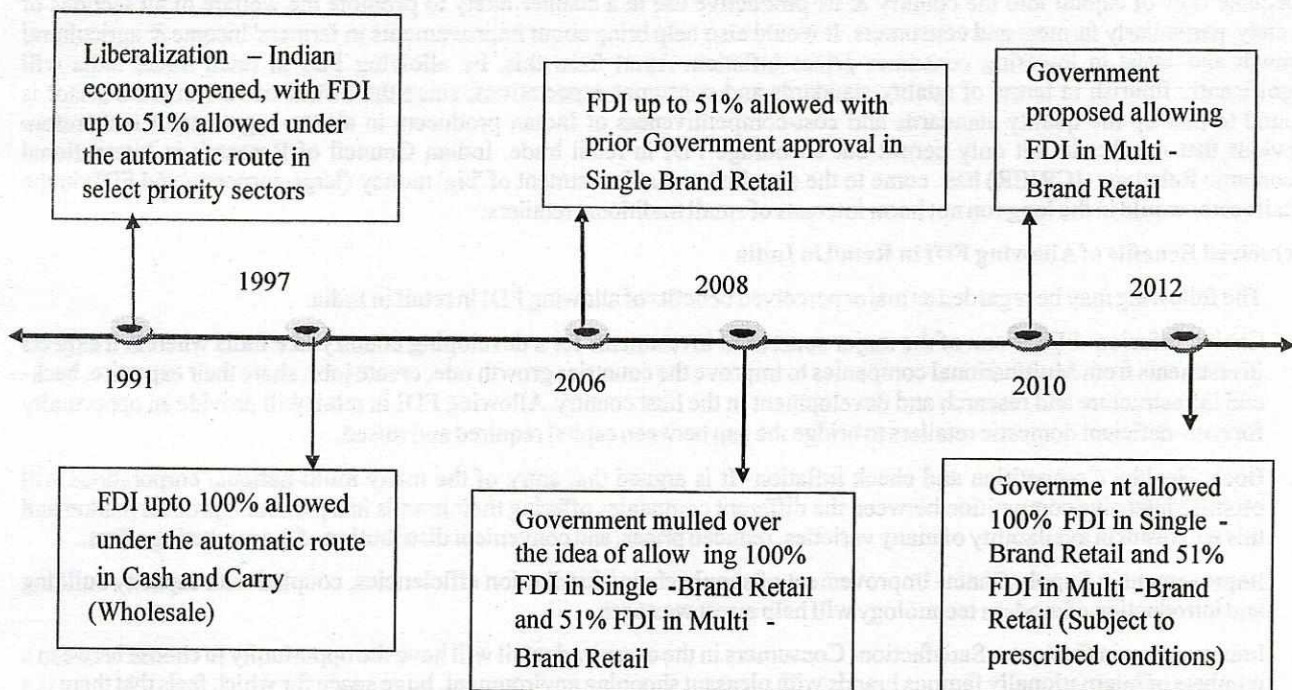 Liberalization – Indian
economy opened, with FDI
up to 51% allowed under
the automatic route in
select priority sectors
FDI up to 51% allowed with
prior Government approval in
Single Brand Retail
Government
proposed allowing
FDI in Multi -
Brand Retail
1997
2008
2012
1991
2006
2010
FDI upto 100% allowed
under the automatic route
in Cash and Carry
(Wholesale)
Government mulled over
the idea of allow ing 100%
FDI in Single -Brand Retail
and 51% FDI in Multi -
Brand Retail
Governme nt allowed
100% FDI in Single -
Brand Retail and 51%
FDI in Multi -Brand
Retail (Subject to
prescribed conditions)